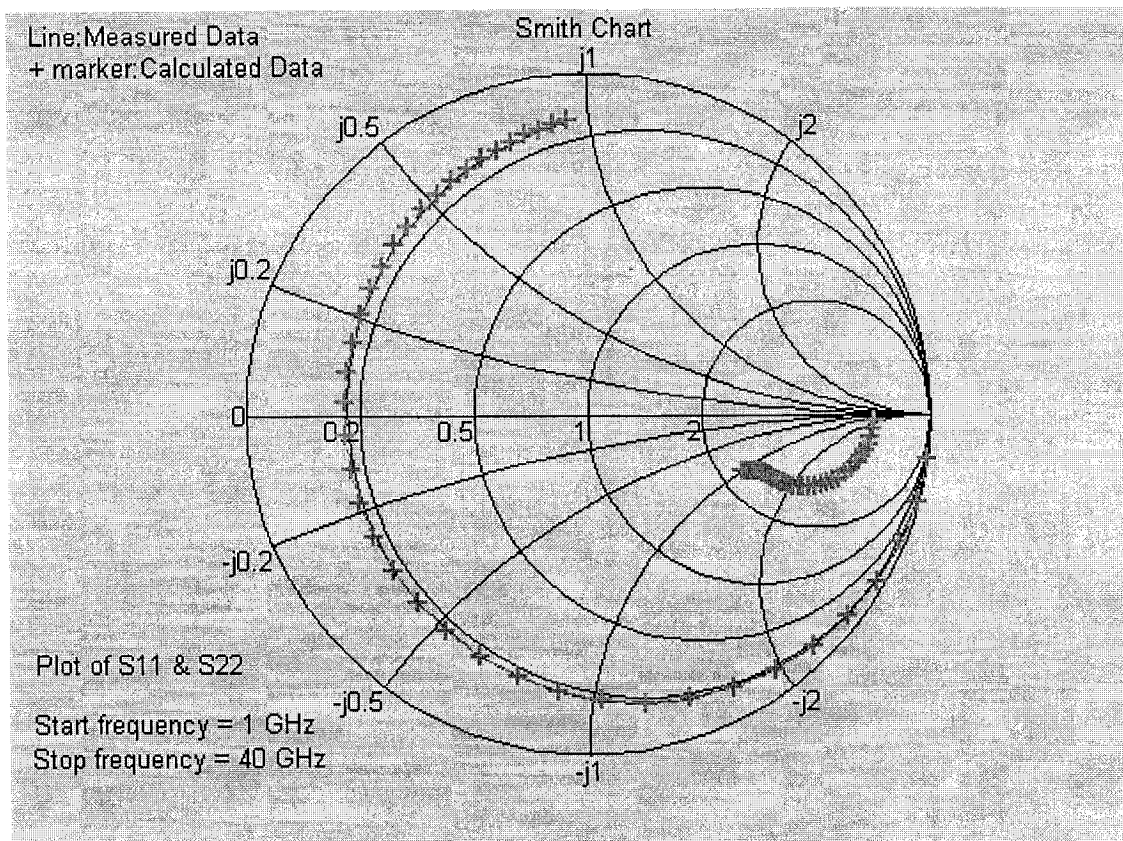 Smith Chart
Line:Measured Data
+ marker:Calculated Data
j1
j0.5
j2
j0.2
0
0.2
0.5
1
2
-j0.2
-j0.5
-j2
-j1
Plot of S11 & S22
Start frequency = 1 GHz
Stop frequency = 40 GHz